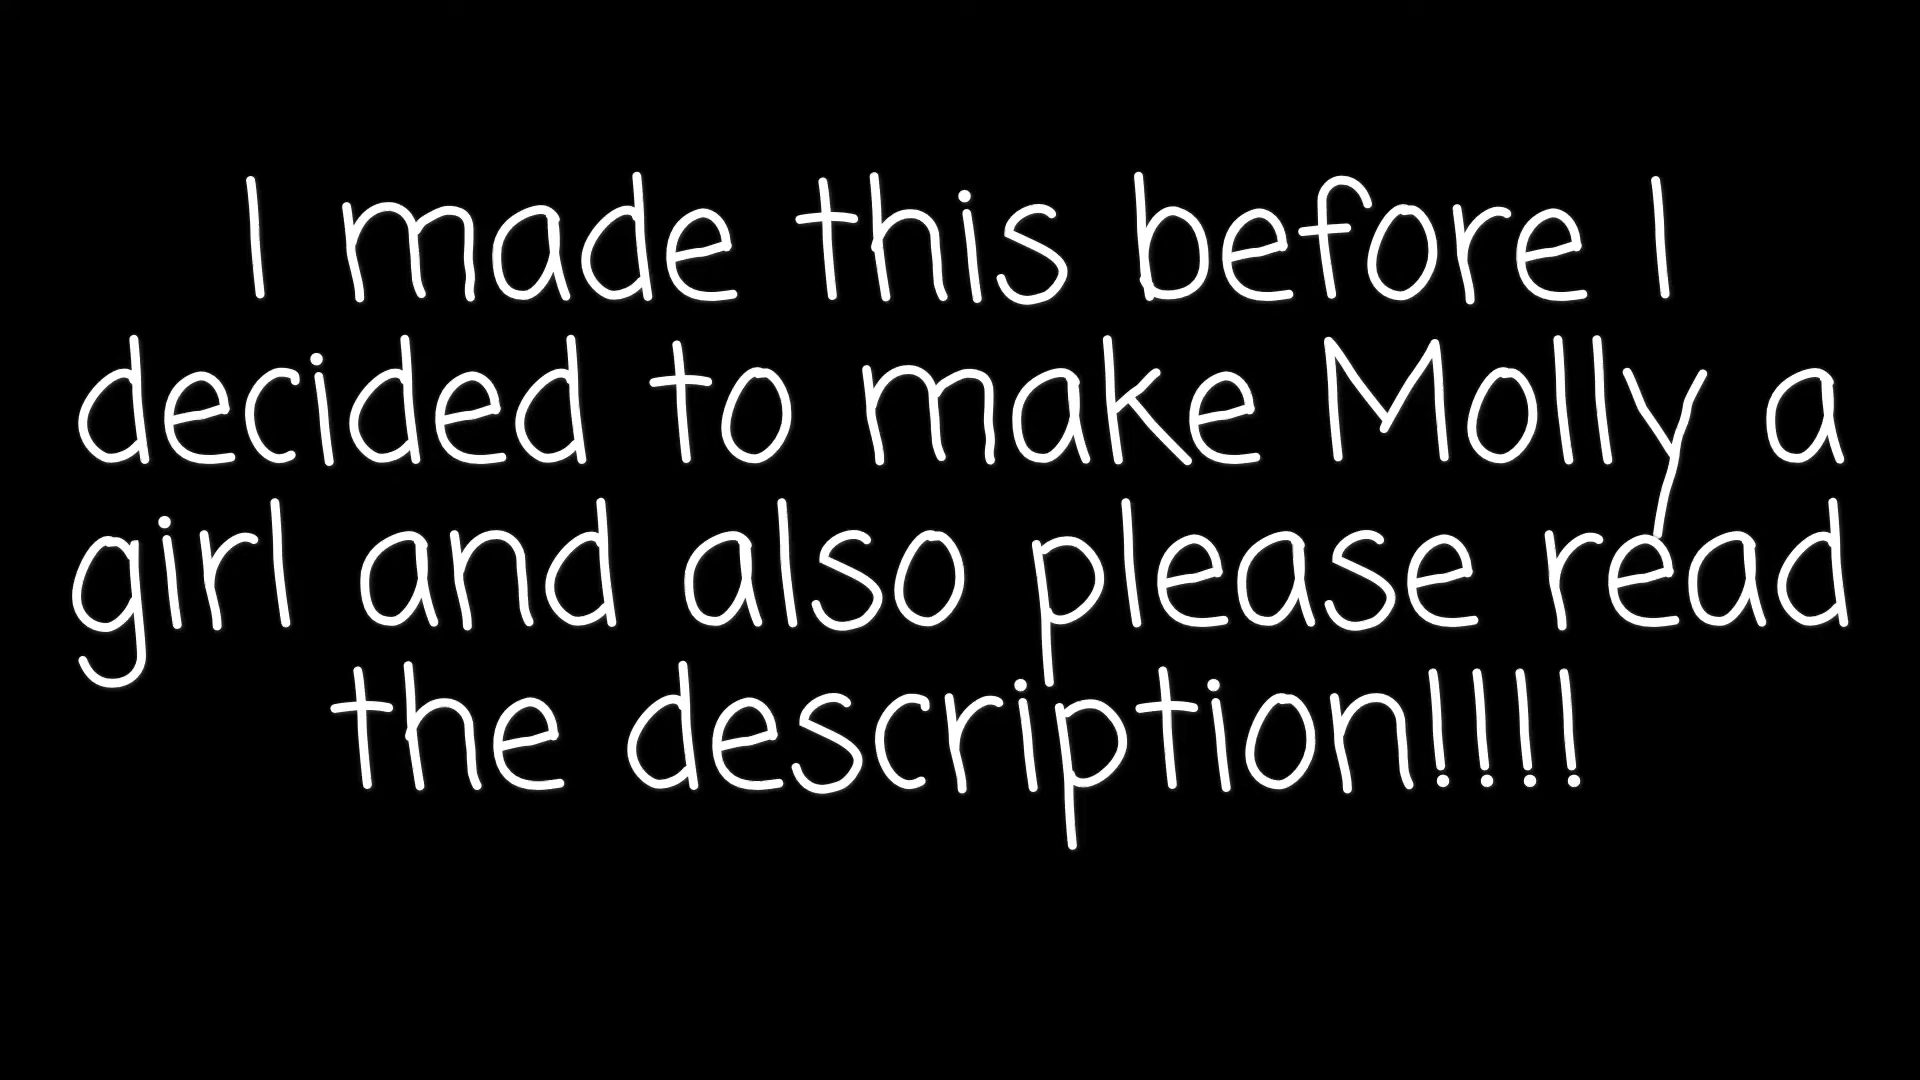 I made this before I
decided to make Molly a
girl and also please read
the description!!!!